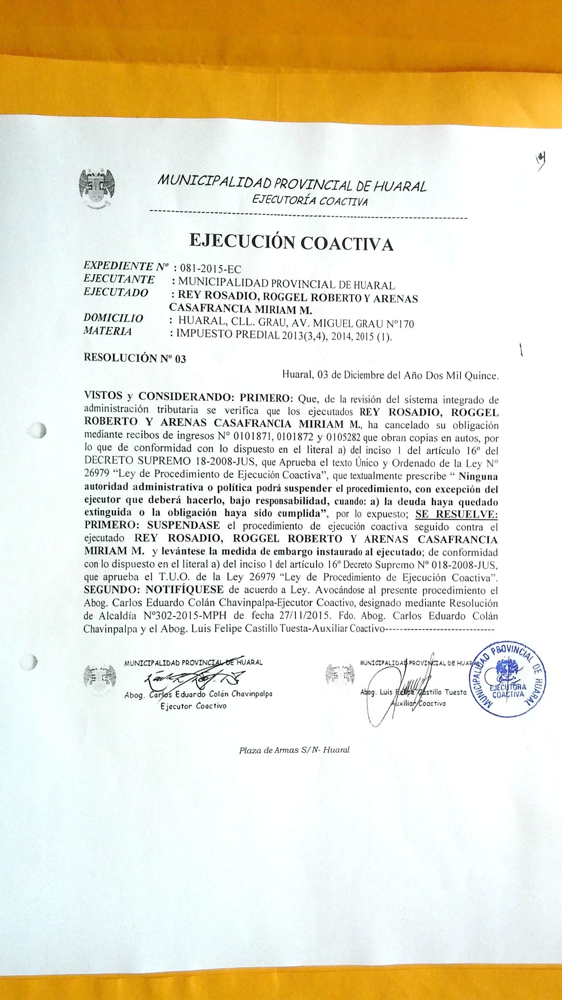 MUNICIPALIDAD PROVINCIAL DE HUARAL
EJECUTORÍA COACTIVA
EJECUCIÓN COACTIVA
EXPEDIENTE Nº : 081-2015-EC
EJECUTANTE : MUNICIPALIDAD PROVINCIAL DE HUARAL
EJECUTADO : REY ROSADIO, ROGGEL ROBERTO Y ARENAS
CASAFRANCIA MIRIAM M.
DOMICILIO : HUARAL, CLL. GRAU, AV. MIGUEL GRAU Nº170
MATERIA : IMPUESTO PREDIAL 2013(3,4), 2014, 2015 (1).
RESOLUCIÓN Nº 03
Huaral, 03 de Diciembre del Año Dos Mil Quince.
VISTOS y CONSIDERANDO: PRIMERO: Que, de la revisión del sistema integrado de
administración tributaria se verifica que los ejecutados REY ROSADIO, ROGGEL
ROBERTO Y ARENAS CASAFRANCIA MIRIAM M., ha cancelado su obligación
mediante recibos de ingresos N° 0101871, 0101872 y 0105282 que obran copias en autos, por
lo que de conformidad con lo dispuesto en el literal a) del inciso 1 del artículo 16º del
DECRETO SUPREMO 18-2008-JUS, que Aprueba el texto Único y Ordenado de la Ley N°
26979 “Ley de Procedimiento de Ejecución Coactiva”, que textualmente prescribe “ Ninguna
autoridad administrativa o política podrá suspender el procedimiento, con excepción del
ejecutor que deberá hacerlo, bajo responsabilidad, cuando: a) la deuda haya quedado
extinguida o la obligación haya sido cumplida”, por lo expuesto; SE RESUELVE:
PRIMERO: SUSPENDASE el procedimiento de ejecución coactiva seguido contra el
ejecutado REY ROSADIO, ROGGEL ROBERTO Y ARENAS CASAFRANCIA
MIRIAM M. y levántese la medida de embargo instaurado al ejecutado; de conformidad
con lo dispuesto en el literal a) del inciso 1 del artículo 16º Decreto Supremo Nº 018-2008-JUS,
que aprueba el T.U.O. de la Ley 26979 “Ley de Procedimiento de Ejecución Coactiva”.
SEGUNDO: NOTIFÍQUESE de acuerdo a Ley. Avocándose al presente procedimiento el
Abog. Carlos Eduardo Colán Chavinpalpa-Ejecutor Coactivo, designado mediante Resolución
de Alcaldía Nº302-2015-MPH de fecha 27/11/2015. Fdo. Abog. Carlos Eduardo Colán
Chavinpalpa y el Abog. Luis Felipe Castillo Tuesta-Auxiliar Coactivo------------------------------
MUNICIPALIDAD PROVINCIAL DE HUARAL
Abog. Carlos Eduardo Colán Chavinpalpa
Ejecutor Coactivo
MUNICIPALIDAD PROVINCIAL DE HUARAL
Abog. Luis Felipe Castillo Tuesta
Auxiliar Coactivo
MUNICIPALIDAD PROVINCIAL DE HUARAL
EJECUTORA
COACTIVA
Plaza de Armas S/N- Huaral